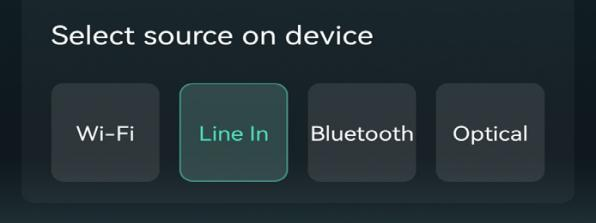 Select source on device
Wi-Fi
Line In
Bluetooth
Optical